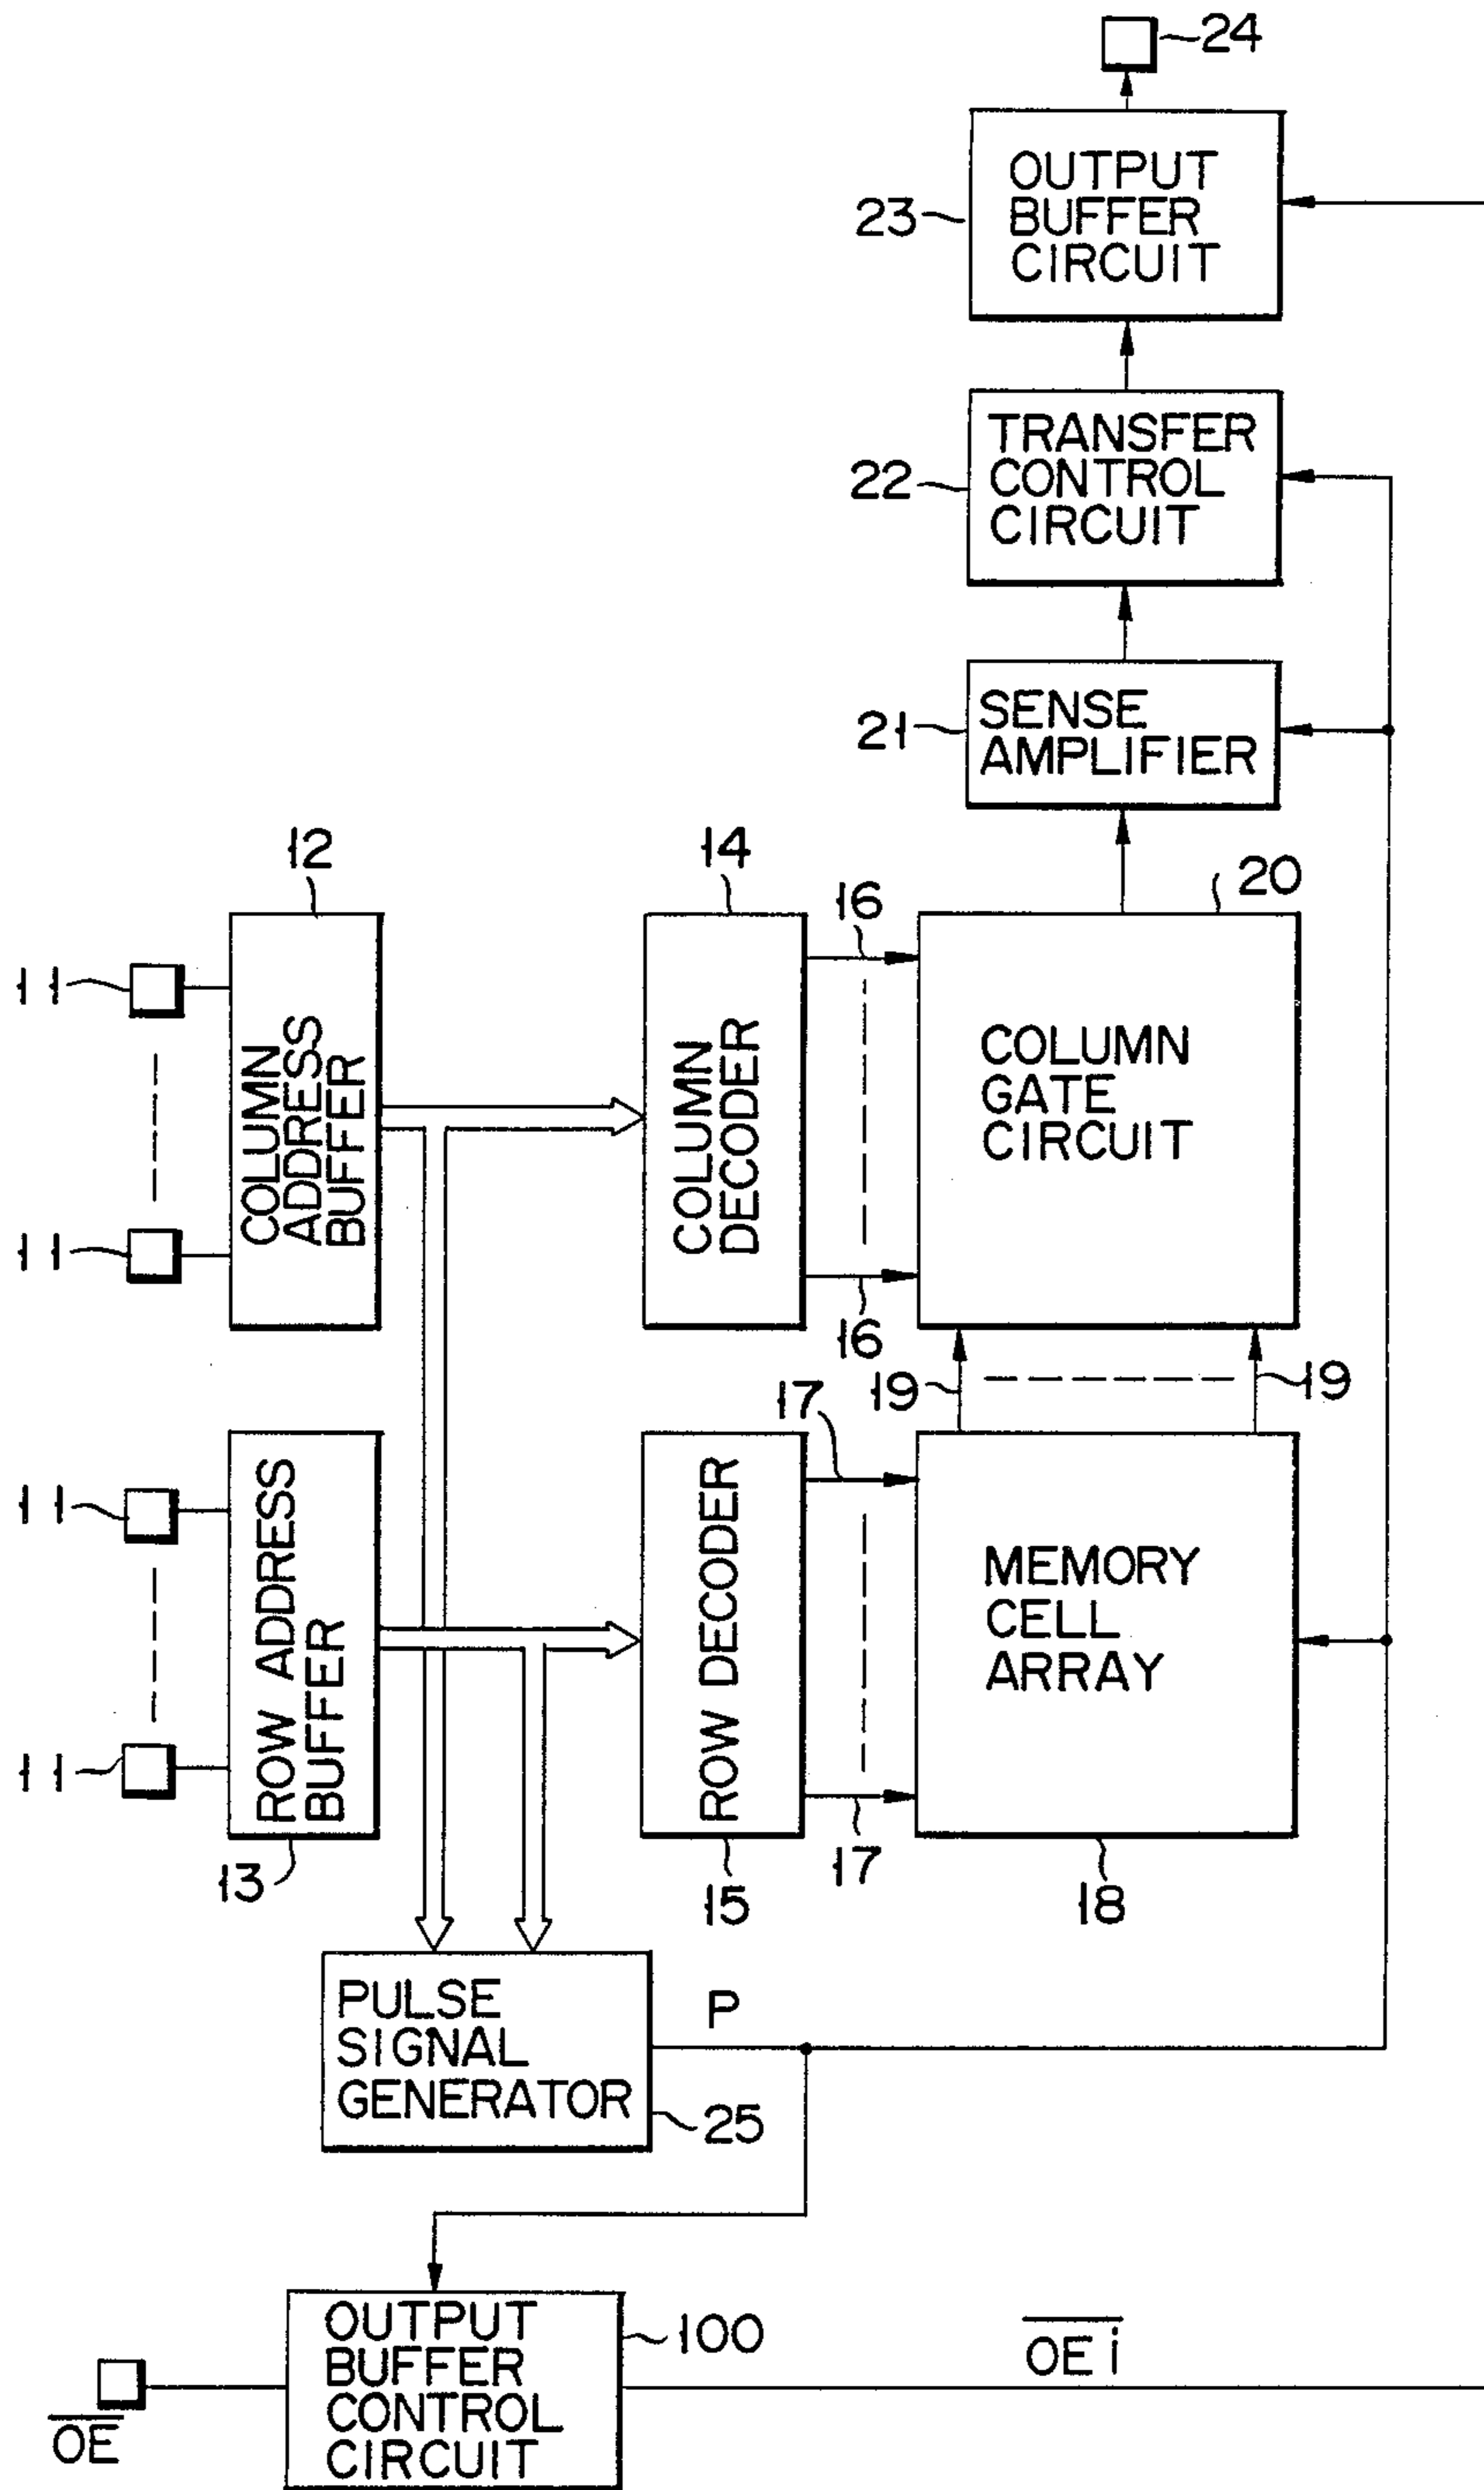 24
OUTPUT
BUFFER
CIRCUIT
23
TRANSFER
CONTROL
CIRCUIT
22
SENSE
AMPLIFIER
21
12
14
16
20
11
COLUMN
ADDRESS
BUFFER
COLUMN
DECODER
COLUMN
GATE
CIRCUIT
11
16
19
19
17
11
ROW ADDRESS
BUFFER
ROW DECODER
MEMORY
CELL
ARRAY
11
17
13
15
18
PULSE
SIGNAL
GENERATOR
P
25
OUTPUT
BUFFER
CONTROL
CIRCUIT
100
O̅E̅i̅
O̅E̅